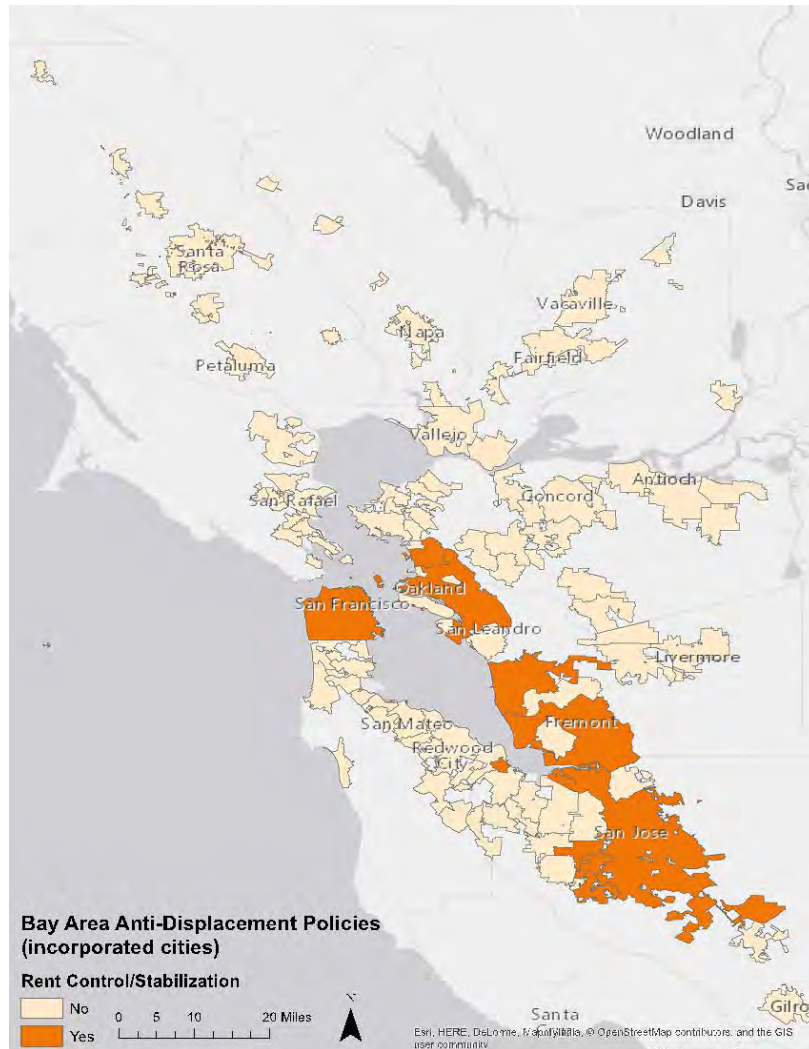 Woodland
Sac
Davis
Santa
Rosa
Vacaville
Napa
Fairfield
Petaluma
Vallejo
Antioch
San Rafael
Concord
Oakland
San Francisco
San Leandro
Livermore
San Mateo
Fremont
Redwood
City
San Jose
Bay Area Anti-Displacement Policies
(incorporated cities)
Rent Control/Stabilization
No
Yes
0 5 10 20 Miles
N
Gilro
Santa
Esri, HERE, DeLorme, MapmyIndia, © OpenStreetMap contributors, and the GIS
user community